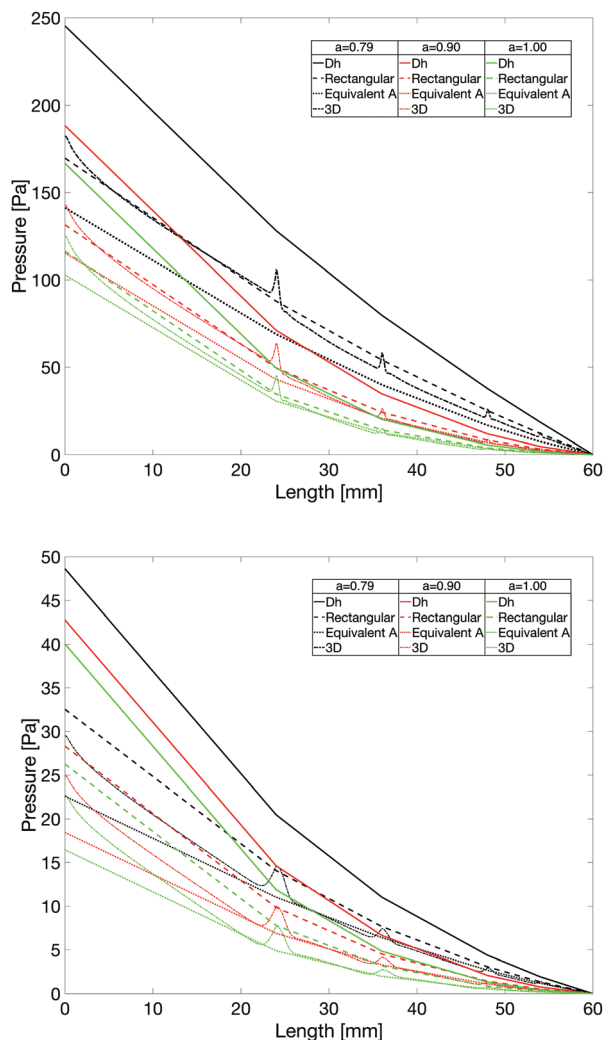 250
200
150
100
50
0
Pressure [Pa]
a=0.79 a=0.90 a=1.00
Dh Dh Dh
Rectangular Rectangular Rectangular
Equivalent A Equivalent A Equivalent A
3D 3D 3D
0 10 20 30 40 50 60
Length [mm]
50
45
40
35
30
25
20
15
10
5
0
Pressure [Pa]
a=0.79 a=0.90 a=1.00
Dh Dh Dh
Rectangular Rectangular Rectangular
Equivalent A Equivalent A Equivalent A
3D 3D 3D
0 10 20 30 40 50 60
Length [mm]